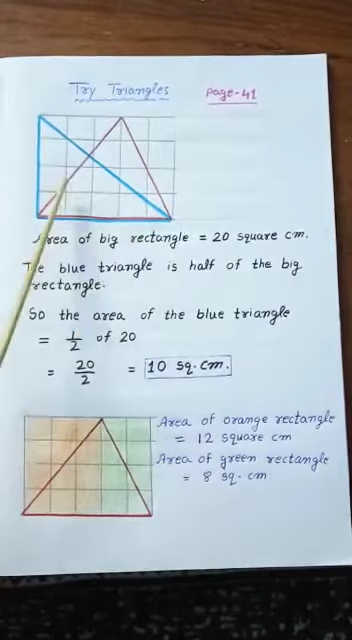 Try Triangles
Page-41
Area of big rectangle = 20 square cm.
The blue triangle is half of the big
rectangle.
So the area of the blue triangle
= 1/2 of 20
= 20/2 = 10 sq.cm.
Area of orange rectangle
= 12 square cm
Area of green rectangle
= 8 sq.cm